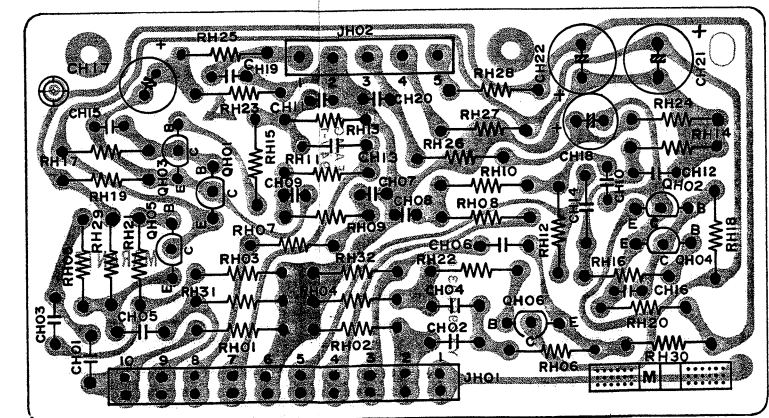 RH25
JH02
CH22
CH21
CH17
CH19
1 2 3 4 5
RH28
RH23
CH20
RH24
CH15
B
RH15
RH13
RH27
RH14
RH17
C
QH03
QH01
RH11
CH13
RH26
CH18
B
RH10
CH10
CH12
RH19
E
C
CH09
CH07
CH14
QH02
E
B
RH29
RH21
QH05
B
E
RH07
RH09
CH08
RH08
RH12
C
RH18
C
CH06
E
B
RH03
RH32
RH22
RH16
C
QH04
E
RH31
RH04
CH04
QH06
CH16
CH03
CH05
B
E
RH20
CH01
RH01
RH02
CH02
C
RH06
RH30
10 9 8 7 6 5 4 3 2 1
JH01
M